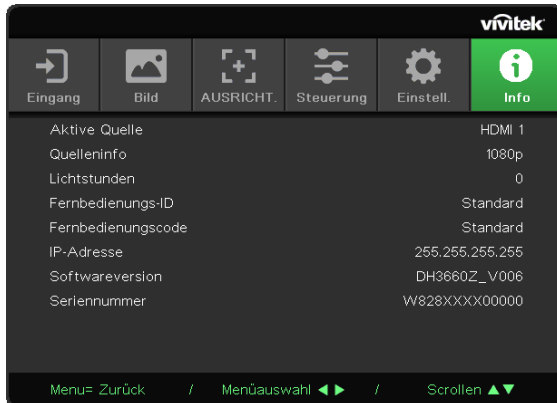 vivitek
Eingang Bild AUSRICHT. Steuerung Einstell. Info
Aktive Quelle HDMI 1
Quelleninfo 1080p
Lichtstunden 0
Fernbedienungs-ID Standard
Fernbedienungscode Standard
IP-Adresse 255.255.255.255
Softwareversion DH3660Z_V006
Seriennummer W828XXXX00000
Menu= Zurück / Menüauswahl ◀ ▶ / Scrollen ▲▼